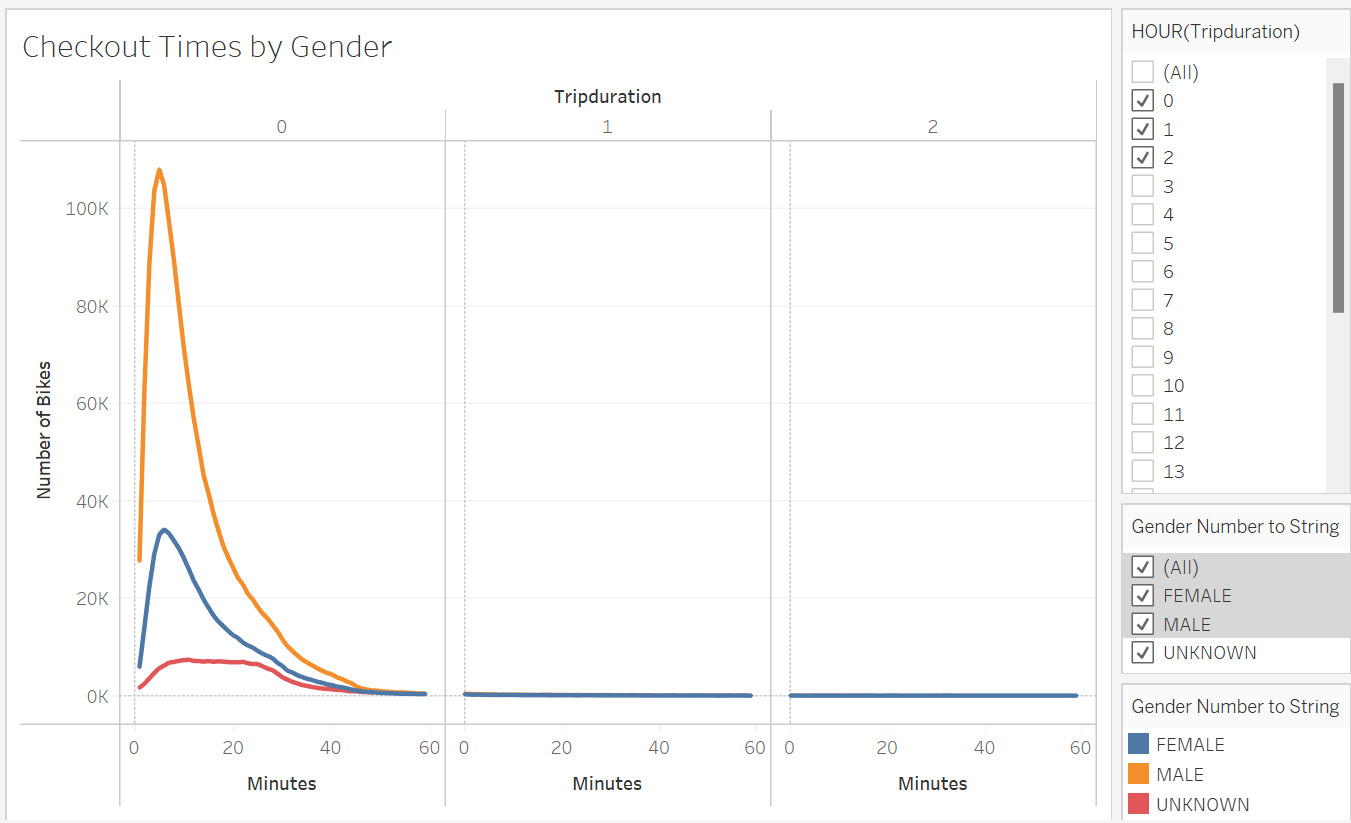 Checkout Times by Gender
Tripduration
0 1 2
100K
80K
60K
40K
20K
0K
Number of Bikes
0 20 40 60 0 20 40 60 0 20 40 60
Minutes Minutes Minutes
HOUR(Tripduration)
(All)
0
1
2
3
4
5
6
7
8
9
10
11
12
13
Gender Number to String
(All)
FEMALE
MALE
UNKNOWN
Gender Number to String
FEMALE
MALE
UNKNOWN